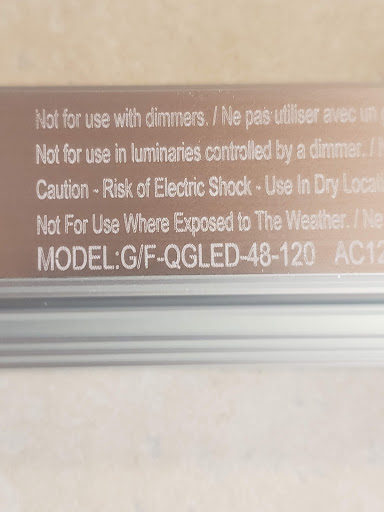 Not for use with dimmers. / Ne pas utiliser avec un
Not for use in luminaries controlled by a dimmer. /
Caution - Risk of Electric Shock - Use In Dry Locati
Not For Use Where Exposed to The Weather. / Ne
MODEL:G/F-QGLED-48-120 AC12